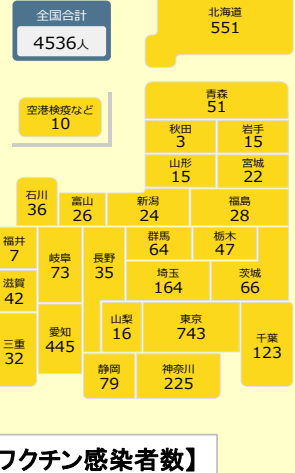 全国合計
4536人
北海道
551
空港検疫など
10
青森
51
秋田
3
岩手
15
山形
15
宮城
22
石川
36
富山
26
新潟
24
福島
28
福井
7
岐阜
73
長野
35
群馬
64
栃木
47
滋賀
42
埼玉
164
茨城
66
三重
32
愛知
445
山梨
16
東京
743
千葉
123
静岡
79
神奈川
225
フクチン感染者数】